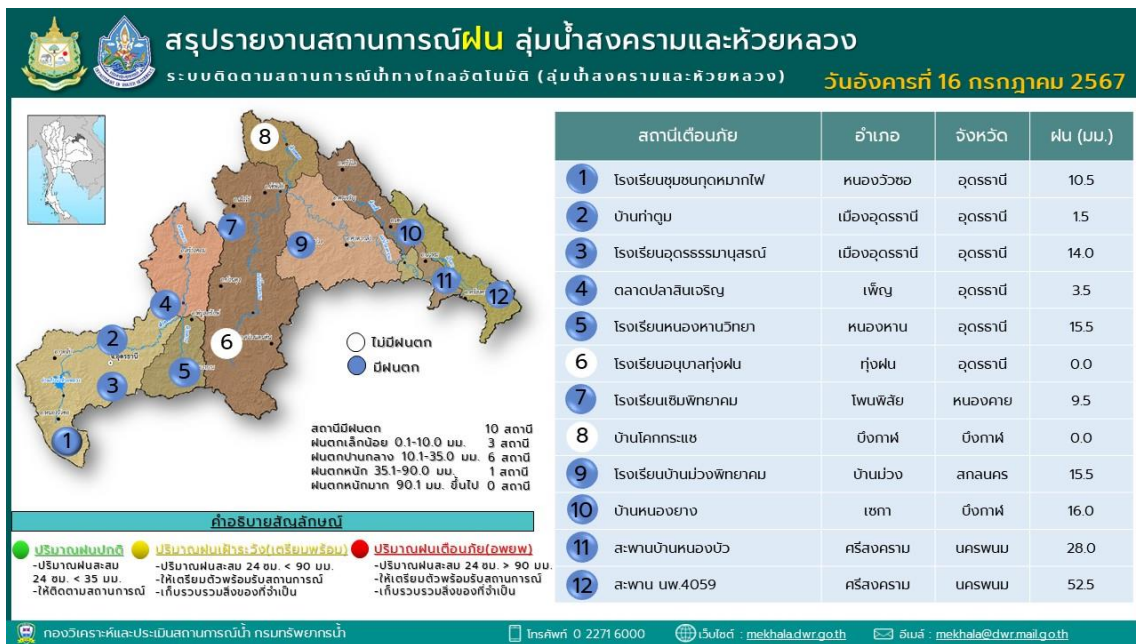 สรุปรายงานสถานการณ์ฝน ลุ่มน้ำสงครามและห้วยหลวง
ระบบติดตามสถานการณ์น้ำทางไกลอัตโนมัติ (ลุ่มน้ำสงครามและห้วยหลวง)
วันอังคารที่ 16 กรกฎาคม 2567
8
7
9
10
11
12
4
2
6
3
5
1
ไม่มีฝนตก
มีฝนตก
สถานีมีฝนตก 10 สถานี
ฝนตกเล็กน้อย 0.1-10.0 มม. 3 สถานี
ฝนตกปานกลาง 10.1-35.0 มม. 6 สถานี
ฝนตกหนัก 35.1-90.0 มม. 1 สถานี
ฝนตกหนักมาก 90.1 มม. ขึ้นไป 0 สถานี
คำอธิบายสัญลักษณ์
ปริมาณฝนปกติ
-ปริมาณฝนสะสม
24 ชม. < 35 มม.
-ให้ติดตามสถานการณ์
ปริมาณฝนเฝ้าระวัง(เตรียมพร้อม)
-ปริมาณฝนสะสม 24 ชม. < 90 มม.
-ให้เตรียมตัวพร้อมรับสถานการณ์
-เก็บรวบรวมสิ่งของที่จำเป็น
ปริมาณฝนเตือนภัย(อพยพ)
-ปริมาณฝนสะสม 24 ชม. > 90 มม.
-ให้เตรียมตัวพร้อมรับสถานการณ์
-เก็บรวบรวมสิ่งของที่จำเป็น
สถานีเตือนภัย อำเภอ จังหวัด ฝน (มม.)
1 โรงเรียนชุมชนกุดหมากไฟ หนองวัวซอ อุดรธานี 10.5
2 บ้านท่าตูม เมืองอุดรธานี อุดรธานี 1.5
3 โรงเรียนอุดรธรรมานุสรณ์ เมืองอุดรธานี อุดรธานี 14.0
4 ตลาดปลาสินเจริญ เพ็ญ อุดรธานี 3.5
5 โรงเรียนหนองหานวิทยา หนองหาน อุดรธานี 15.5
6 โรงเรียนอนุบาลทุ่งฝน ทุ่งฝน อุดรธานี 0.0
7 โรงเรียนเซิมพิทยาคม โพนพิสัย หนองคาย 9.5
8 บ้านโคกกระแซ บึงกาฬ บึงกาฬ 0.0
9 โรงเรียนบ้านม่วงพิทยาคม บ้านม่วง สกลนคร 15.5
10 บ้านหนองยาง เซกา บึงกาฬ 16.0
11 สะพานบ้านหนองบัว ศรีสงคราม นครพนม 28.0
12 สะพาน นพ.4059 ศรีสงคราม นครพนม 52.5
กองวิเคราะห์และประเมินสถานการณ์น้ำ กรมทรัพยากรน้ำ โทรศัพท์ 0 2271 6000 เว็บไซต์ : mekhala.dwr.go.th อีเมล์ : mekhala@dwr.mail.go.th